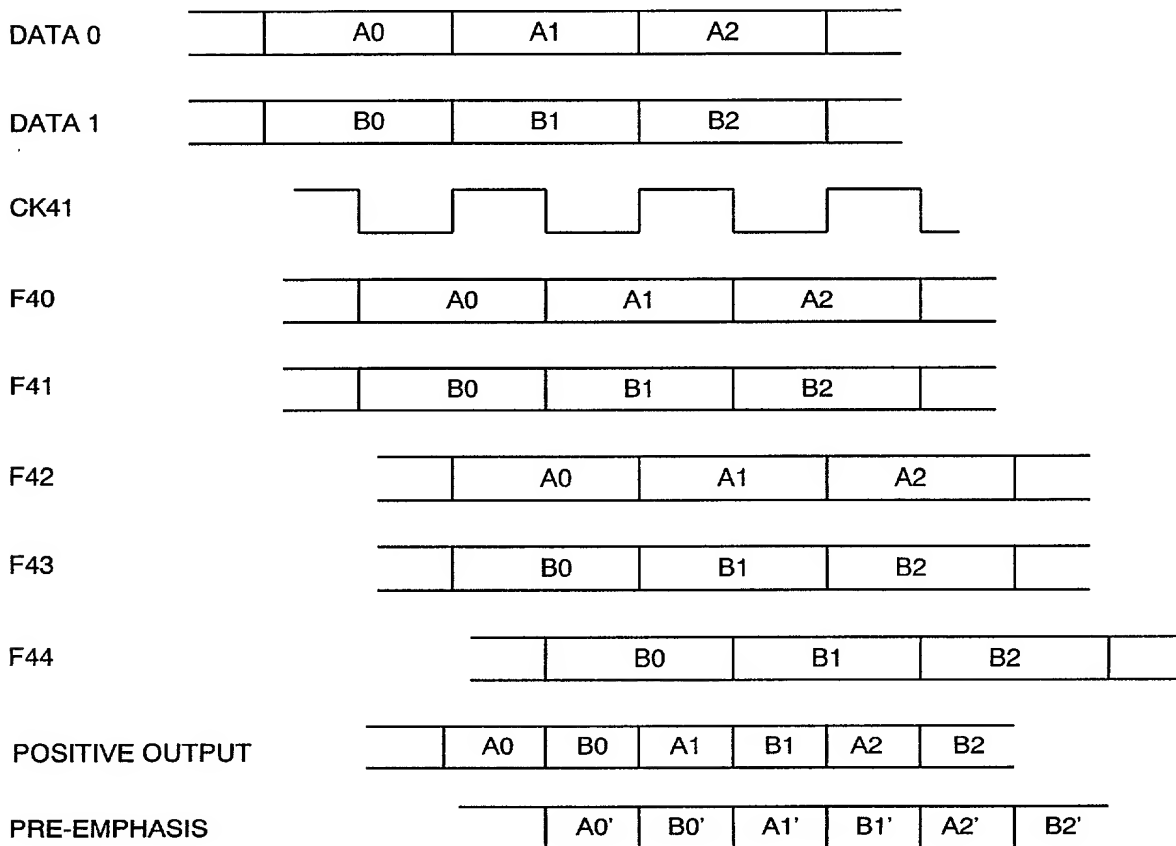 DATA 0 A0 A1 A2
DATA 1 B0 B1 B2
CK41
F40 A0 A1 A2
F41 B0 B1 B2
F42 A0 A1 A2
F43 B0 B1 B2
F44 B0 B1 B2
POSITIVE OUTPUT A0 B0 A1 B1 A2 B2
PRE-EMPHASIS A0' B0' A1' B1' A2' B2'